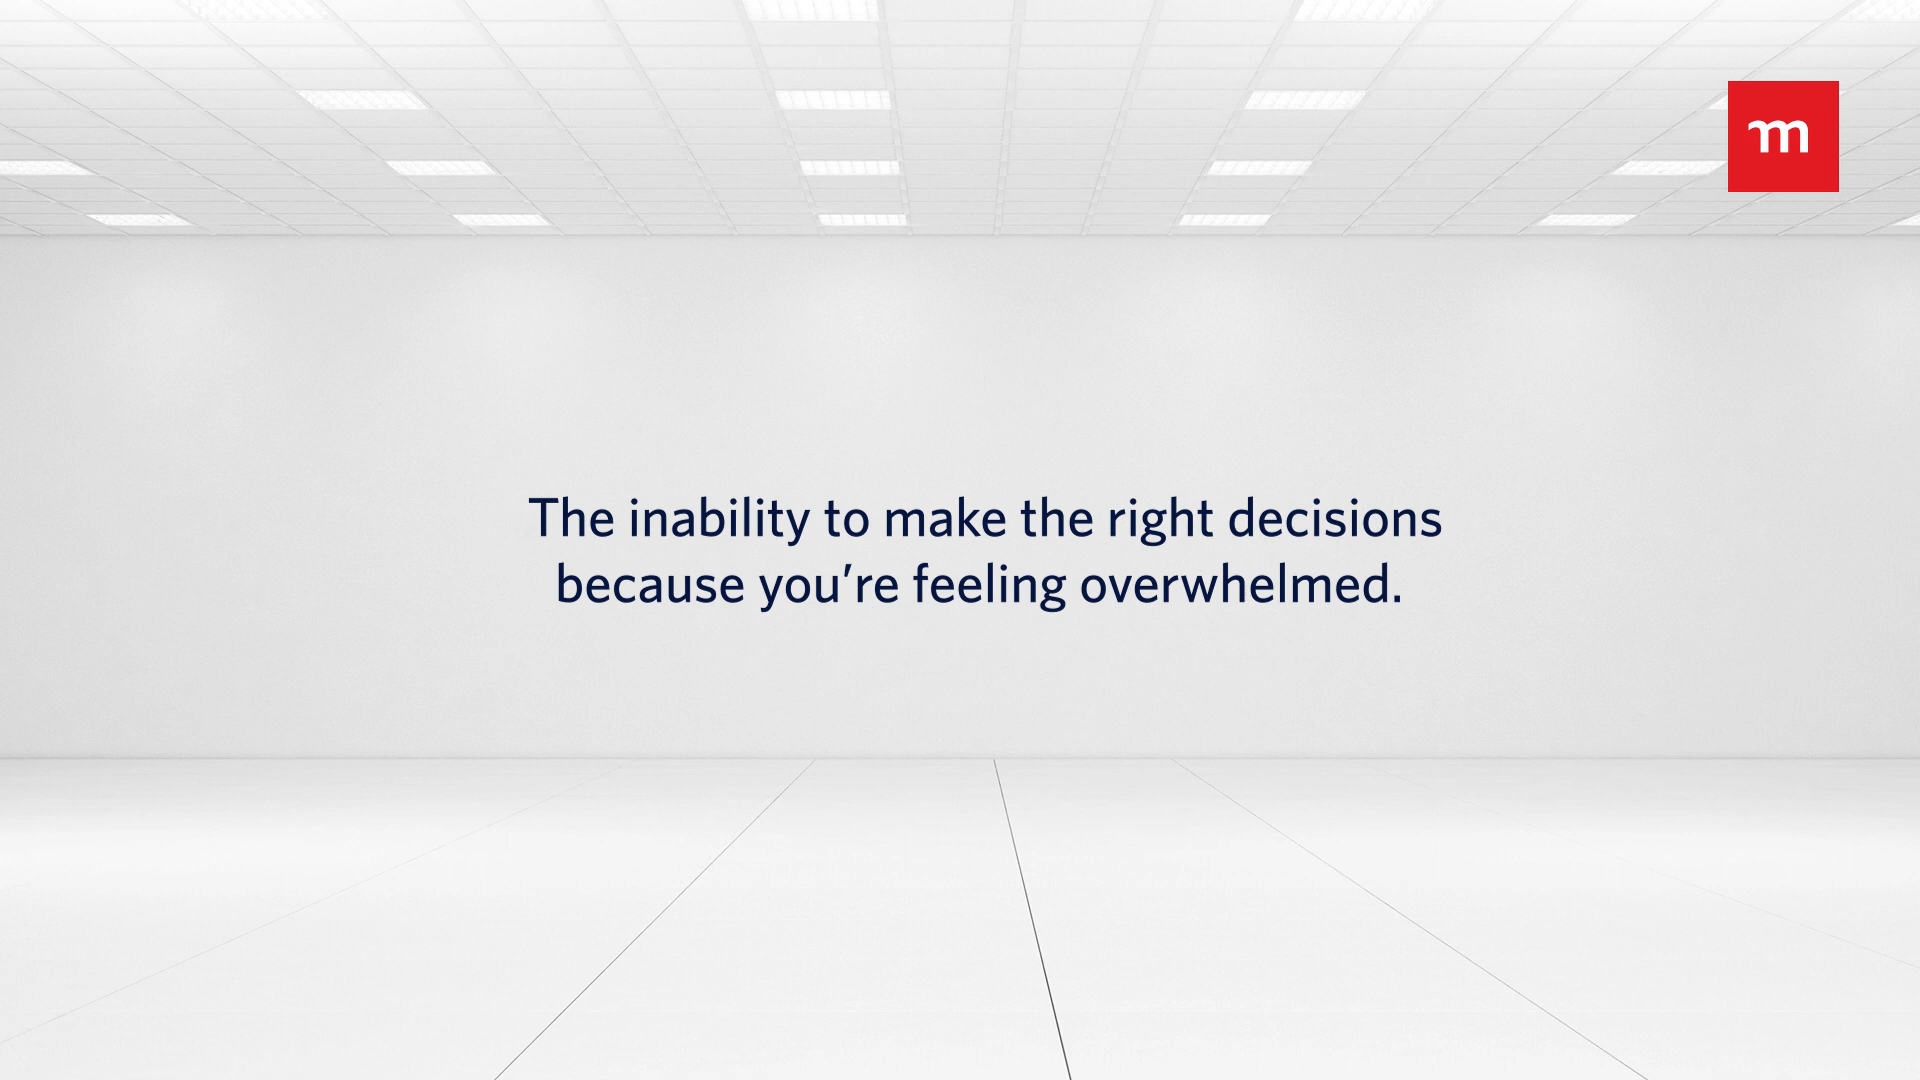 m
The inability to make the right decisions
because you’re feeling overwhelmed.